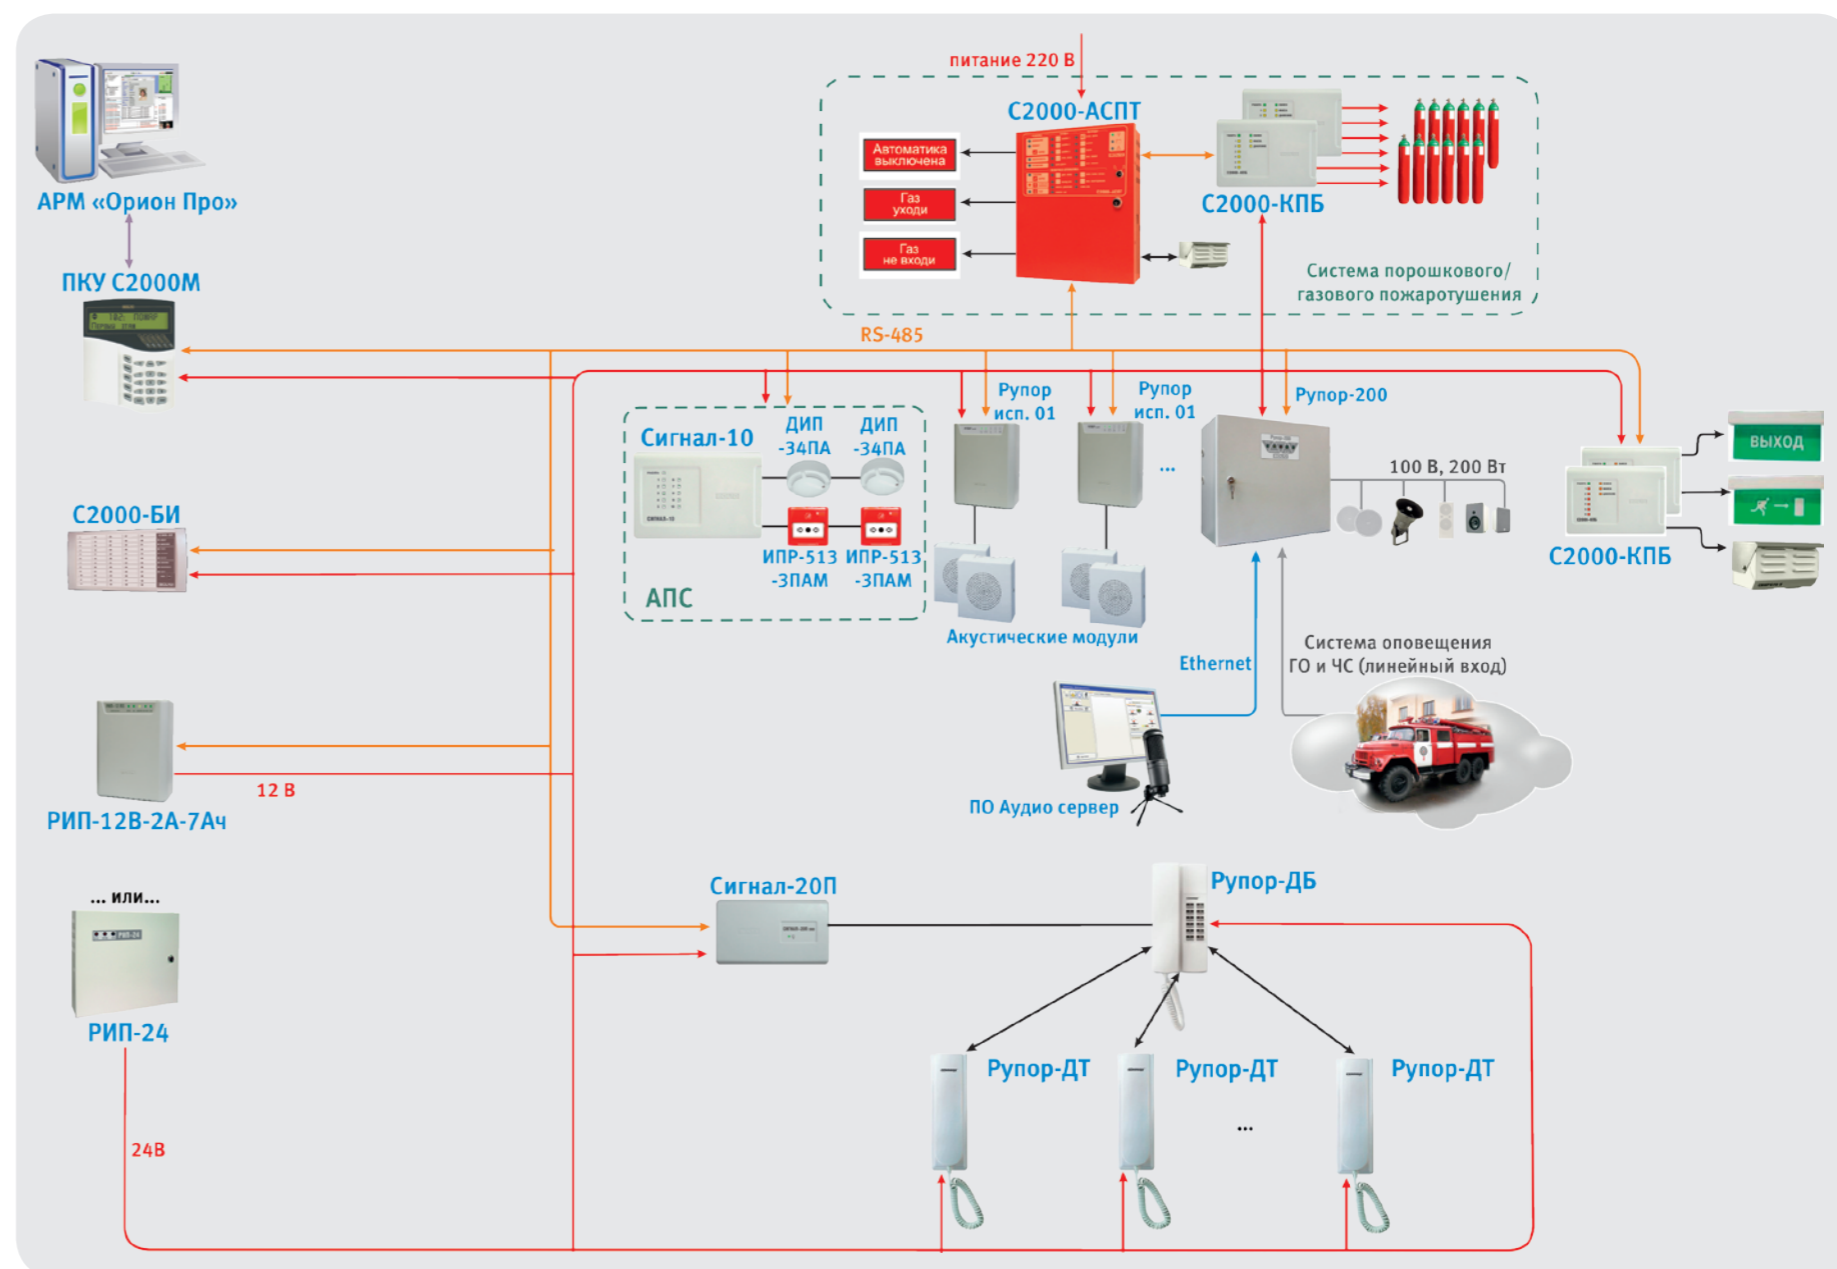 питание 220 В
С2000-АСПТ
Автоматика
выключена
Газ
уходи
Газ
не входи
С2000-КПБ
Система порошкового/
газового пожаротушения
АРМ «Орион Про»
ПКУ С2000М
RS-485
Сигнал-10
ДИП
-34ПА
ДИП
-34ПА
СИГНАЛ-10
ИПР-513
-3ПАМ
ИПР-513
-3ПАМ
АПС
Рупор
исп. 01
Рупор
исп. 01
...
Акустические модули
Рупор-200
100 В, 200 Вт
ВЫХОД
С2000-КПБ
С2000-БИ
Ethernet
Система оповещения
ГО и ЧС (линейный вход)
ПО Аудио сервер
12 В
РИП-12В-2А-7Ач
... или...
РИП-24
РИП-24
24В
Сигнал-20П
Рупор-ДБ
Рупор-ДТ
Рупор-ДТ
Рупор-ДТ
...